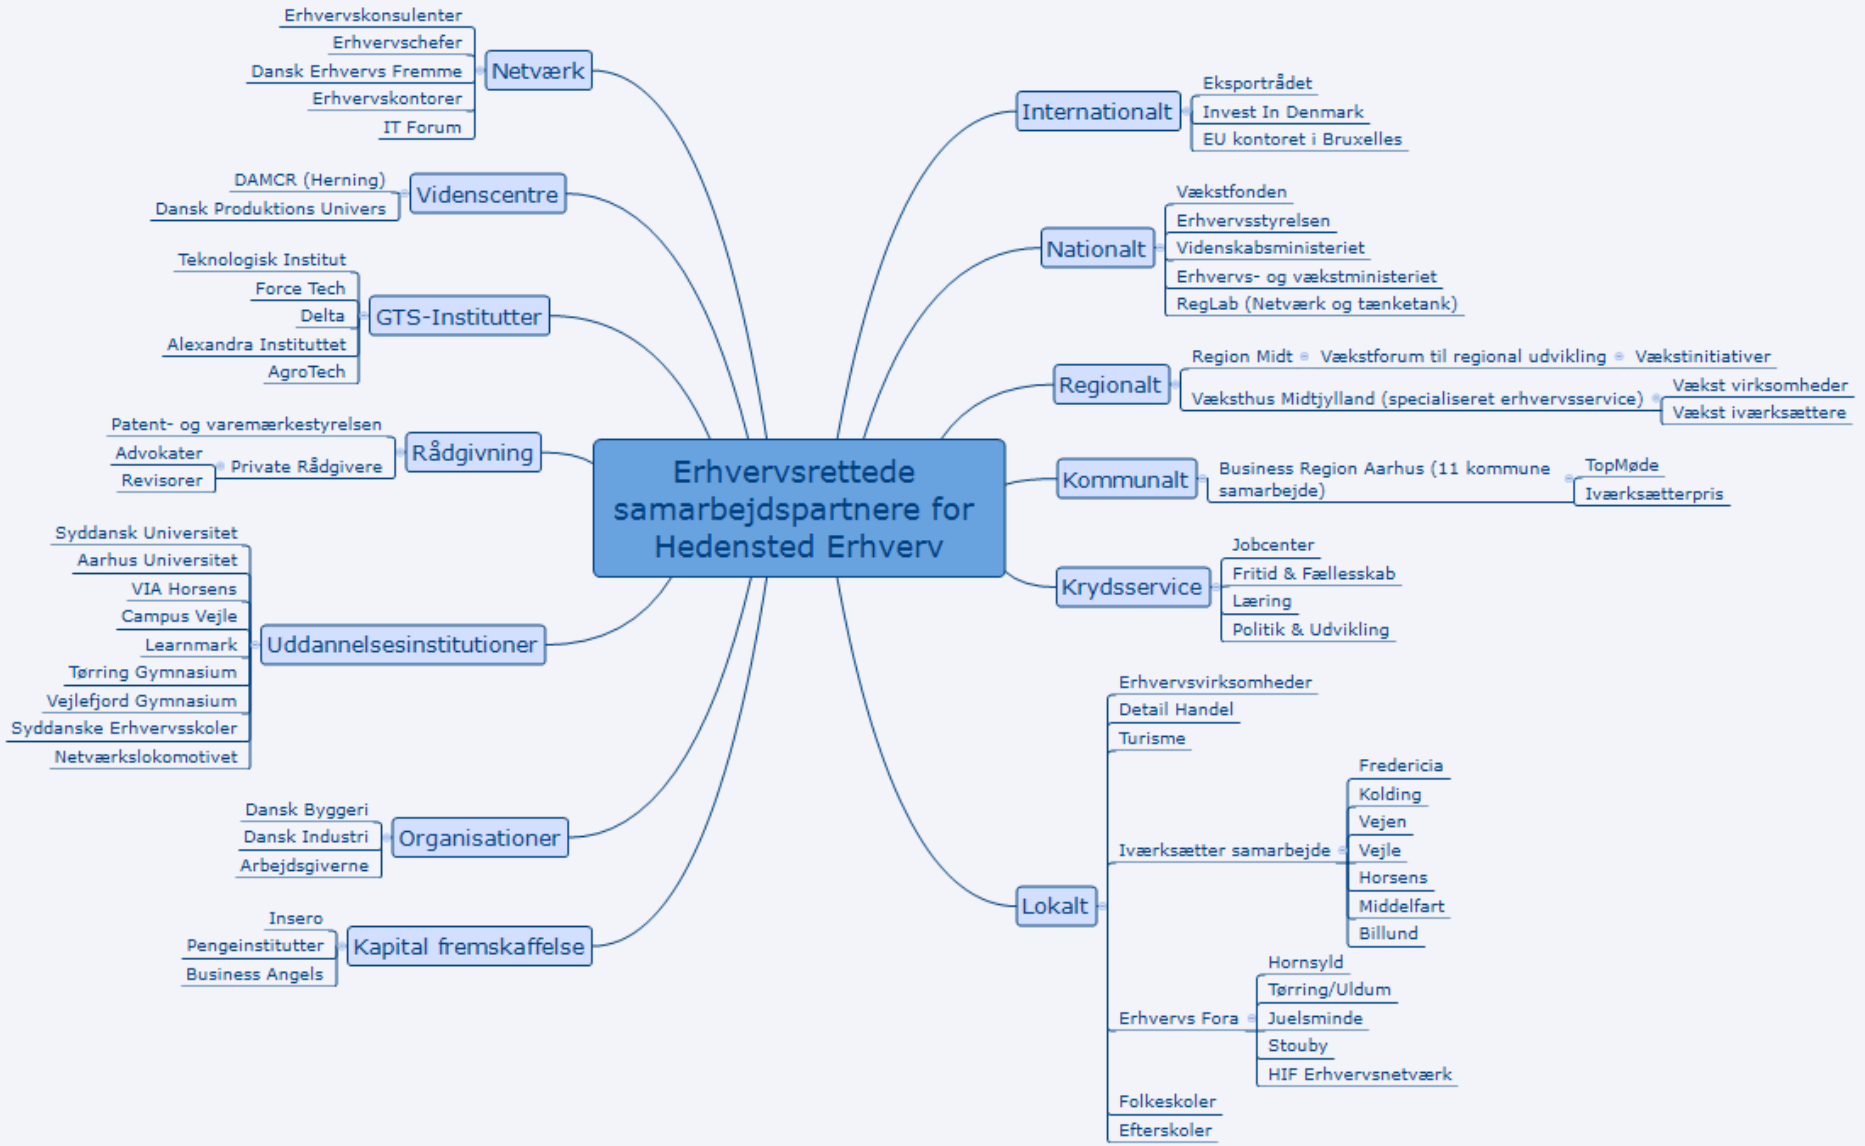 Erhvervsrettede
samarbejdspartnere for
Hedensted Erhverv
Netværk
Erhvervskonsulenter
Erhvervschefer
Dansk Erhvervs Fremme
Erhvervskontorer
IT Forum
Videnscentre
DAMCR (Herning)
Dansk Produktions Univers
GTS-Institutter
Teknologisk Institut
Force Tech
Delta
Alexandra Instituttet
AgroTech
Rådgivning
Patent- og varemærkestyrelsen
Private Rådgivere
Advokater
Revisorer
Uddannelsesinstitutioner
Syddansk Universitet
Aarhus Universitet
VIA Horsens
Campus Vejle
Learnmark
Tørring Gymnasium
Vejlefjord Gymnasium
Syddanske Erhvervsskoler
Netværkslokomotivet
Organisationer
Dansk Byggeri
Dansk Industri
Arbejdsgiverne
Kapital fremskaffelse
Insero
Pengeinstitutter
Business Angels
Internationalt
Eksportrådet
Invest In Denmark
EU kontoret i Bruxelles
Nationalt
Vækstfonden
Erhvervsstyrelsen
Videnskabsministeriet
Erhvervs- og vækstministeriet
RegLab (Netværk og tænketank)
Regionalt
Region Midt
Vækstforum til regional udvikling
Vækstinitiativer
Væksthus Midtjylland (specialiseret erhvervsservice)
Vækst virksomheder
Vækst iværksættere
Kommunalt
Business Region Aarhus (11 kommune
samarbejde)
TopMøde
Iværksætterpris
Krydsservice
Jobcenter
Fritid & Fællesskab
Læring
Politik & Udvikling
Lokalt
Erhvervsvirksomheder
Detail Handel
Turisme
Iværksætter samarbejde
Fredericia
Kolding
Vejen
Vejle
Horsens
Middelfart
Billund
Erhvervs Fora
Hornsyld
Tørring/Uldum
Juelsminde
Stouby
HIF Erhvervsnetværk
Folkeskoler
Efterskoler